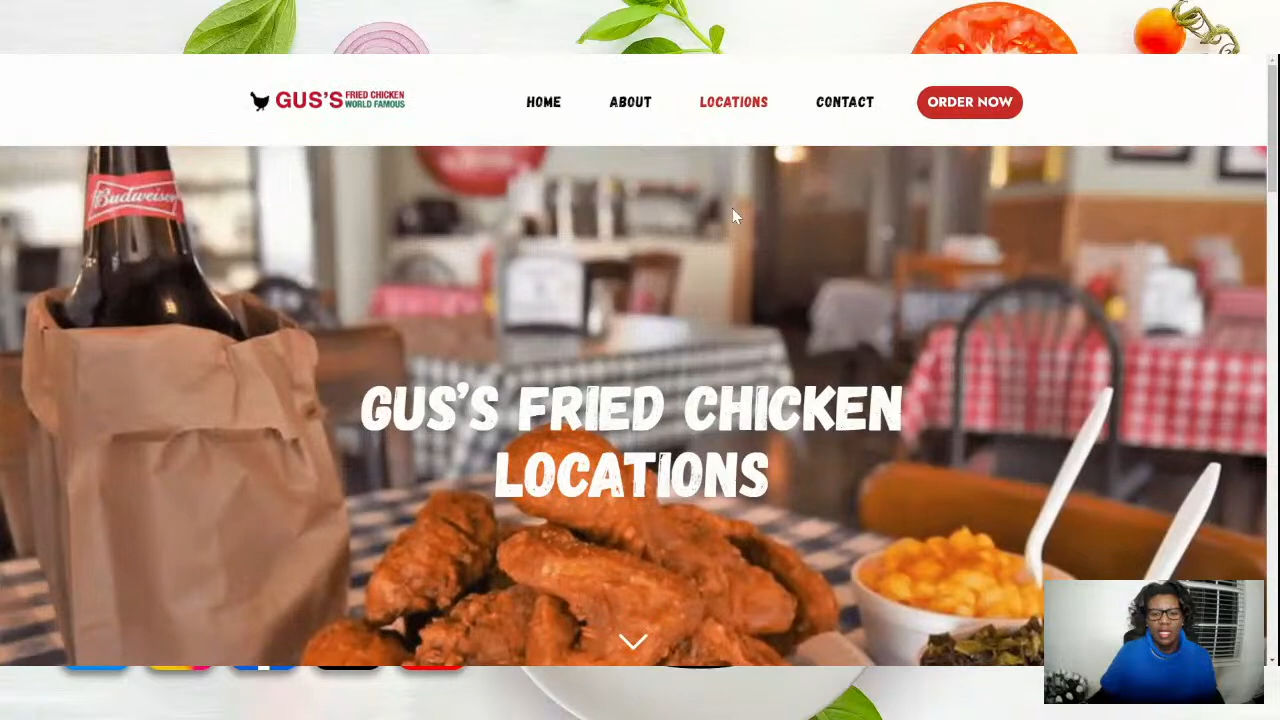 GUS'S FRIED CHICKEN
WORLD FAMOUS
HOME
ABOUT
LOCATIONS
CONTACT
ORDER NOW
Budweiser
GUS'S FRIED CHICKEN
LOCATIONS